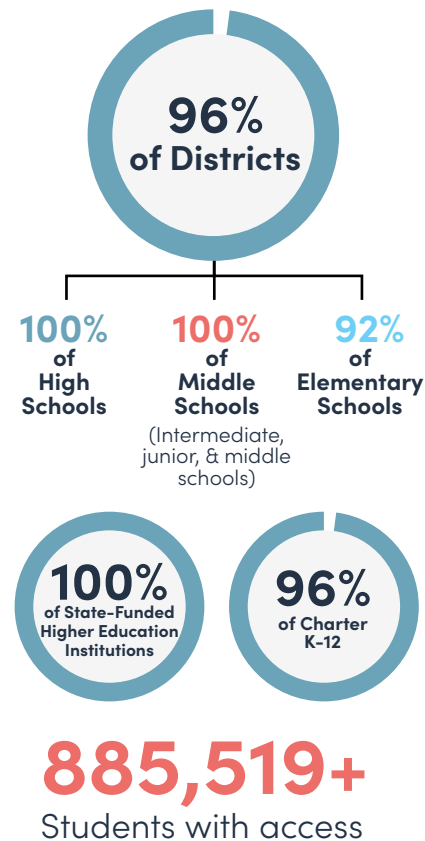 96%
of Districts
100%
of
High
Schools
100%
of
Middle
Schools
(Intermediate,
junior, & middle
schools)
92%
of
Elementary
Schools
100%
of State-Funded
Higher Education
Institutions
96%
of Charter
K-12
885,519+
Students with access